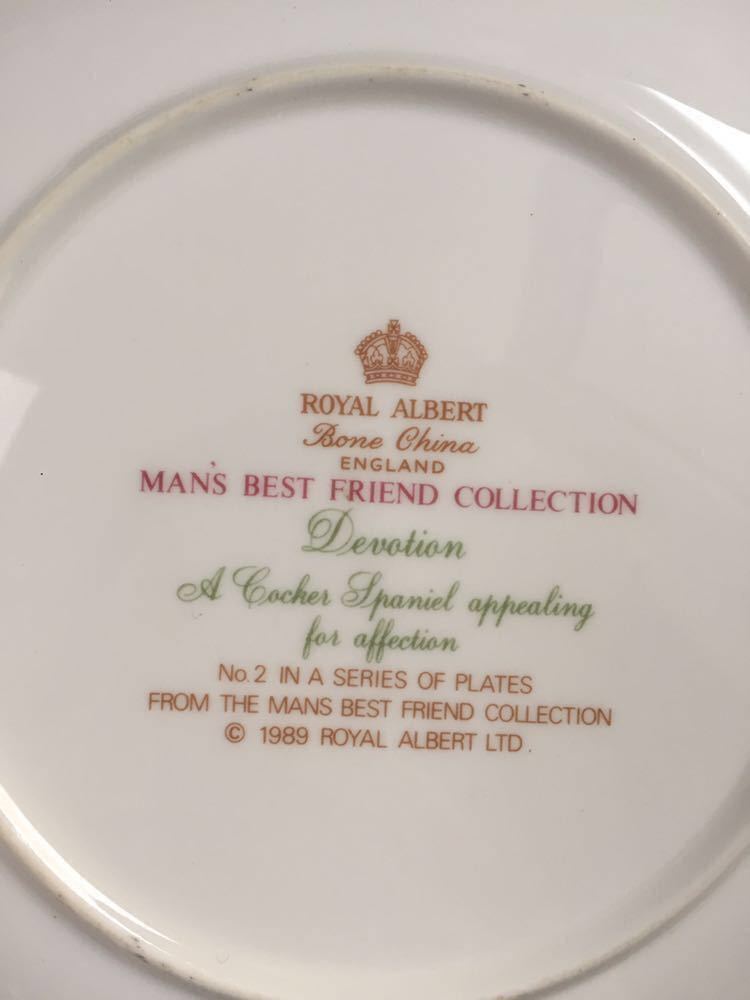 ROYAL ALBERT
Bone China
ENGLAND
MAN'S BEST FRIEND COLLECTION
Devotion
A Cocker Spaniel appealing
for affection
No. 2 IN A SERIES OF PLATES
FROM THE MANS BEST FRIEND COLLECTION
© 1989 ROYAL ALBERT LTD.